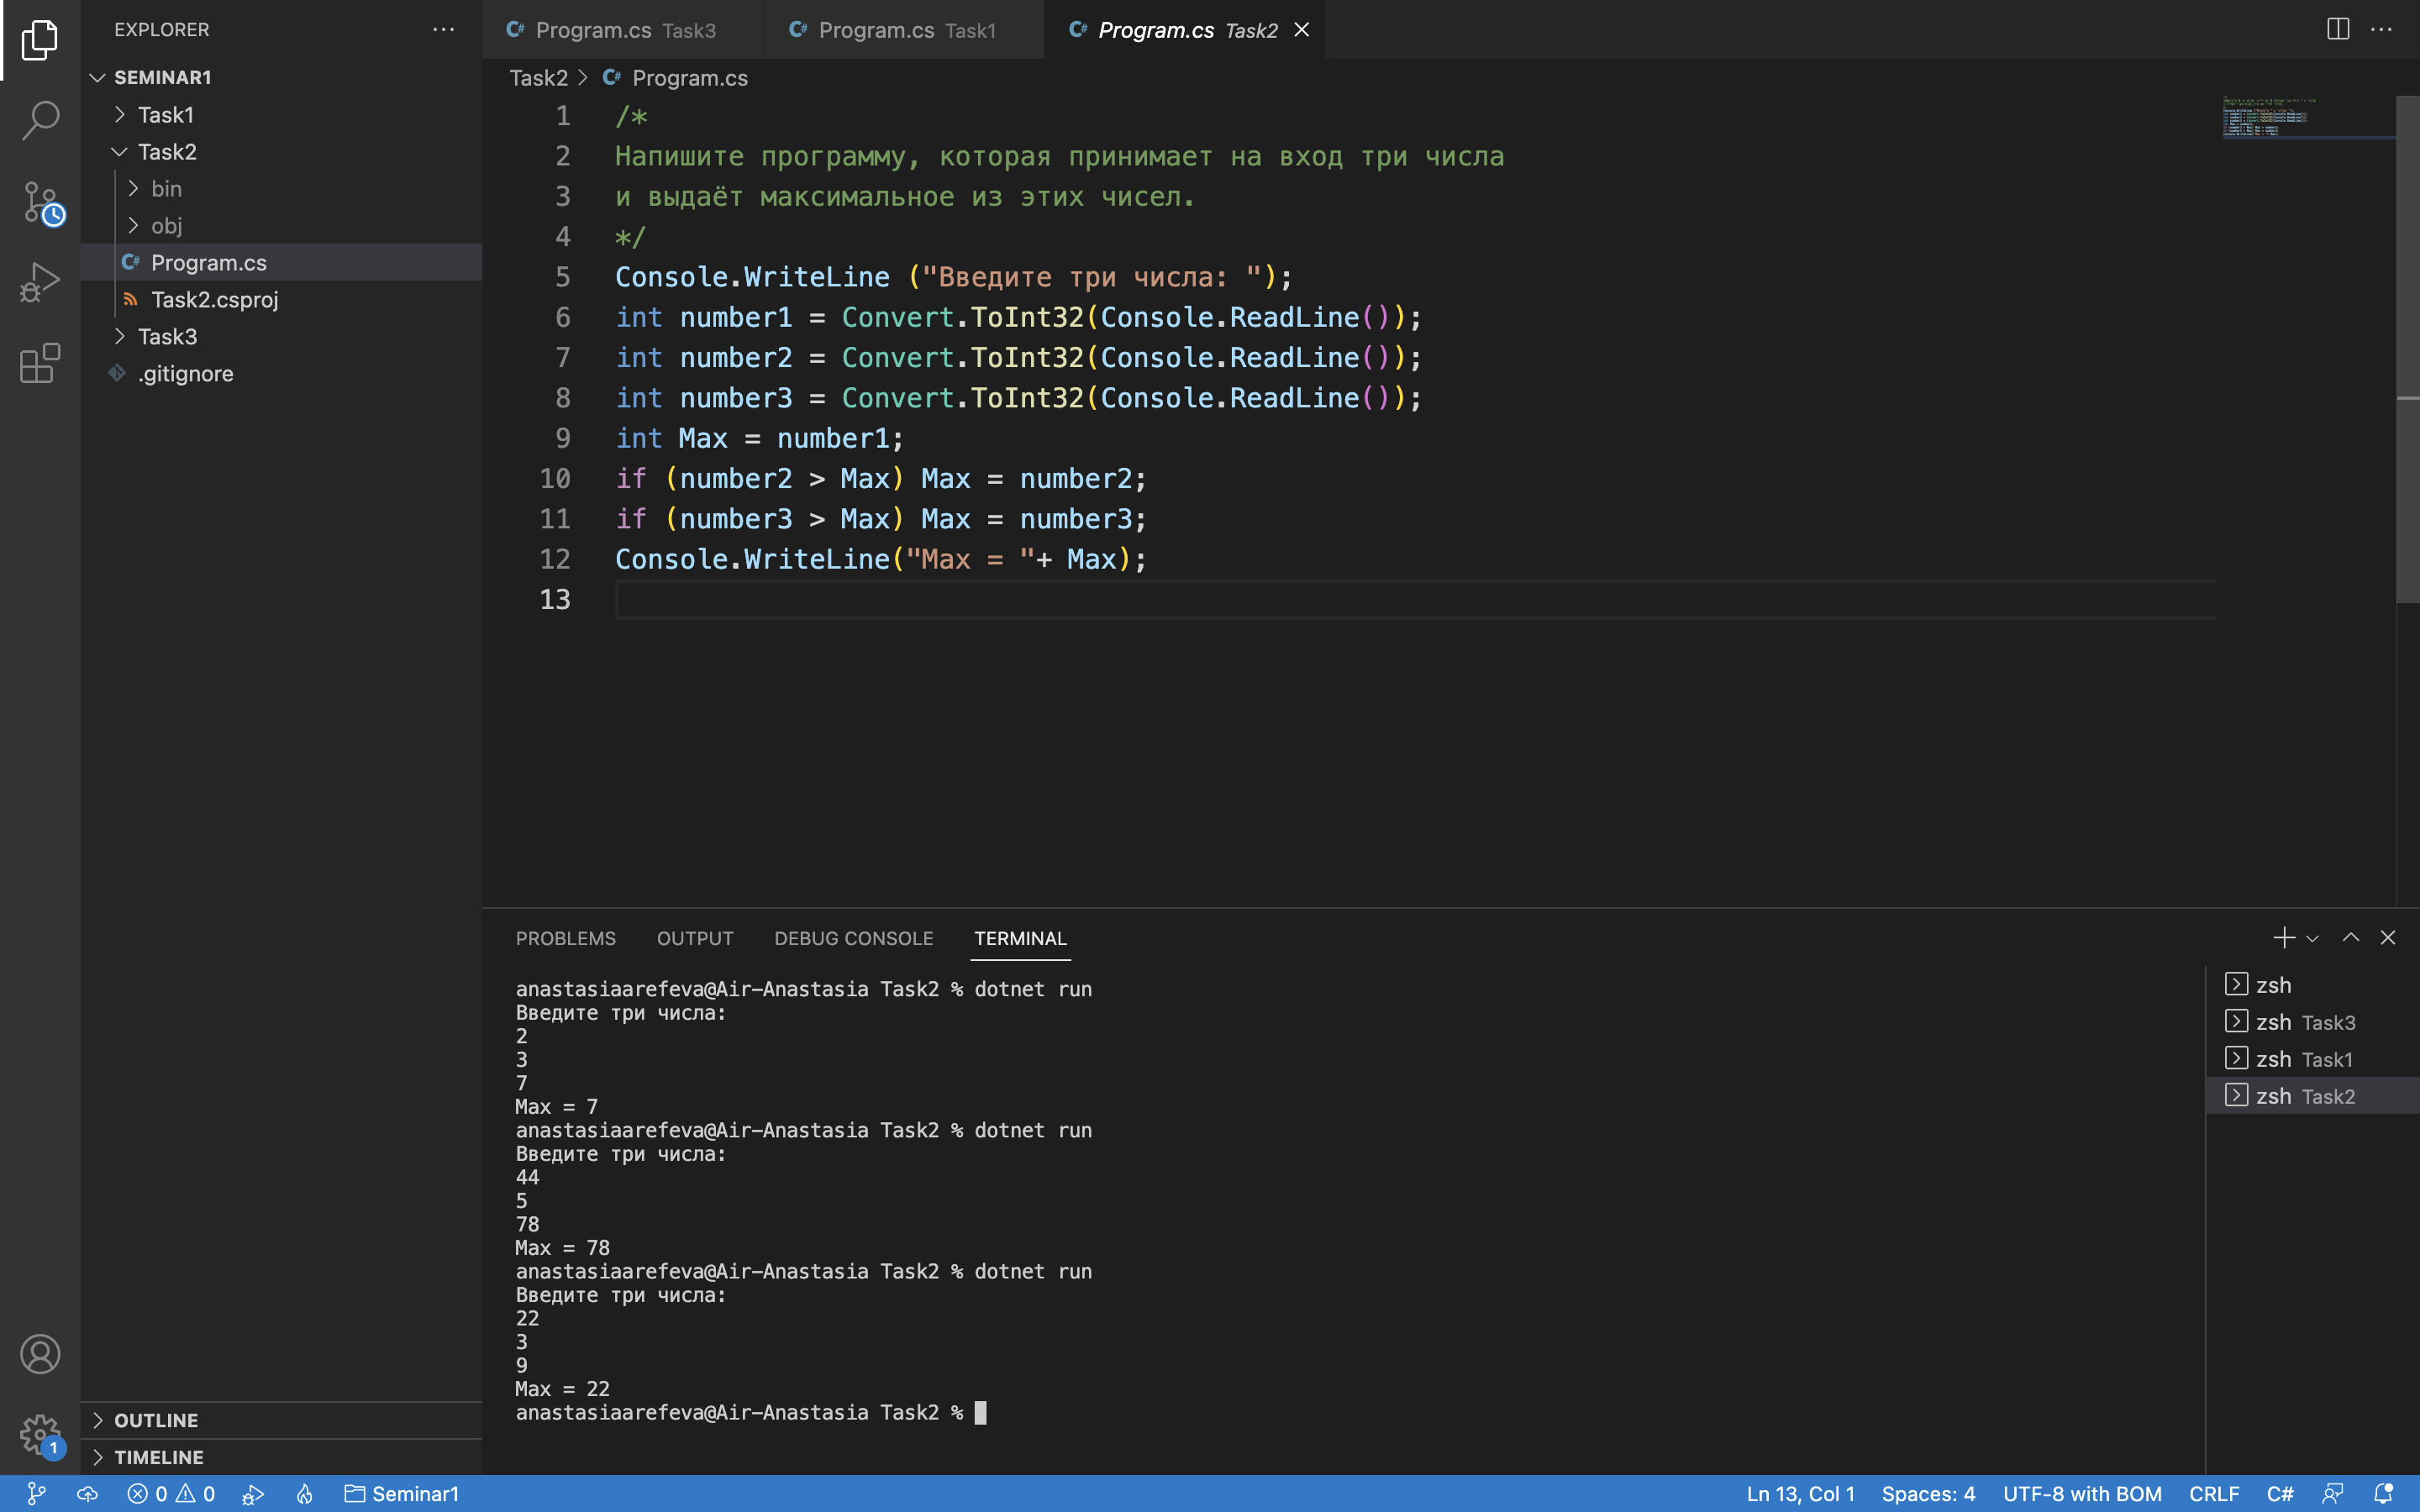 EXPLORER
SEMINAR1
Task1
Task2
bin
obj
Program.cs
Task2.csproj
Task3
.gitignore
OUTLINE
TIMELINE
Program.cs Task3
Program.cs Task1
Program.cs Task2
Task2 > Program.cs
1 /*
2 Напишите программу, которая принимает на вход три числа
3 и выдаёт максимальное из этих чисел.
4 */
5 Console.WriteLine ("Введите три числа: ");
6 int number1 = Convert.ToInt32(Console.ReadLine());
7 int number2 = Convert.ToInt32(Console.ReadLine());
8 int number3 = Convert.ToInt32(Console.ReadLine());
9 int Max = number1;
10 if (number2 > Max) Max = number2;
11 if (number3 > Max) Max = number3;
12 Console.WriteLine("Max = "+ Max);
13
PROBLEMS OUTPUT DEBUG CONSOLE TERMINAL
anastasiaarefeva@Air-Anastasia Task2 % dotnet run
Введите три числа:
2
3
7
Max = 7
anastasiaarefeva@Air-Anastasia Task2 % dotnet run
Введите три числа:
44
5
78
Max = 78
anastasiaarefeva@Air-Anastasia Task2 % dotnet run
Введите три числа:
22
3
9
Max = 22
anastasiaarefeva@Air-Anastasia Task2 %
zsh
zsh Task3
zsh Task1
zsh Task2
1
0 0 Seminar1 Ln 13, Col 1 Spaces: 4 UTF-8 with BOM CRLF C#